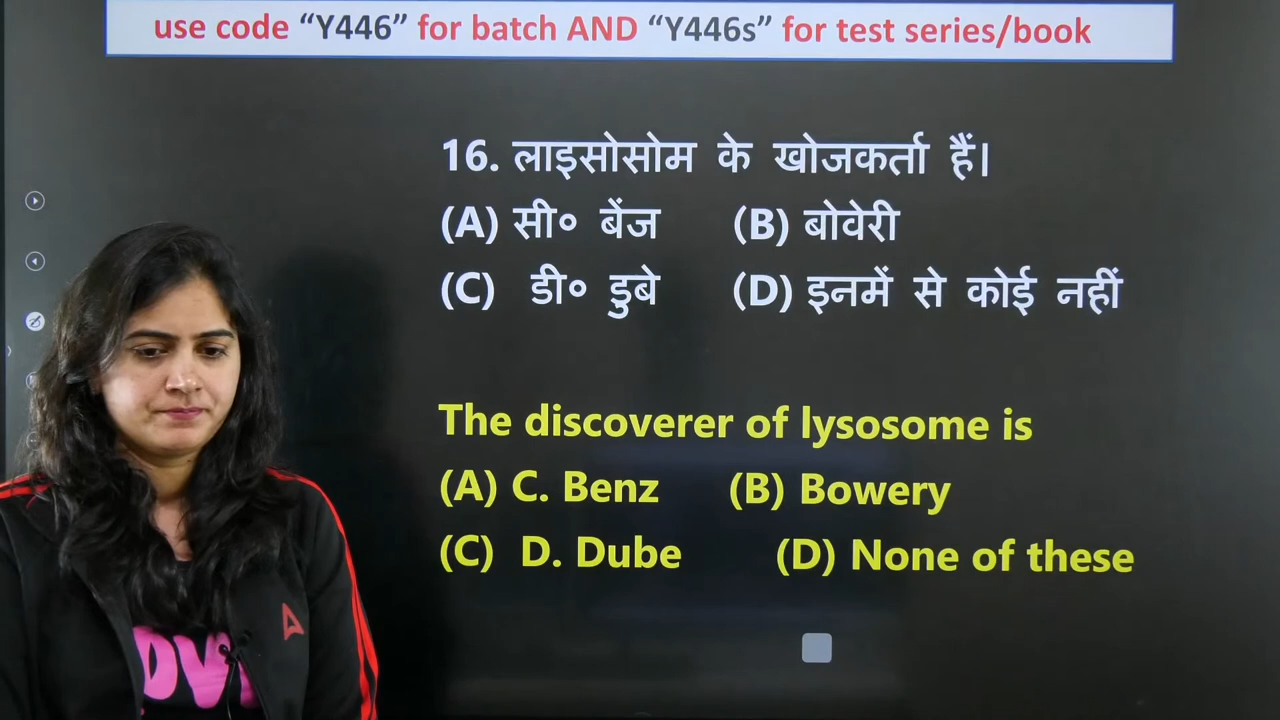 use code “Y446” for batch AND “Y446s” for test series/book
16. लाइसोसोम के खोजकर्ता हैं।
(A) सी॰ बेंज (B) बोवेरी
(C) डी॰ डुबे (D) इनमें से कोई नहीं
The discoverer of lysosome is
(A) C. Benz (B) Bowery
(C) D. Dube (D) None of these